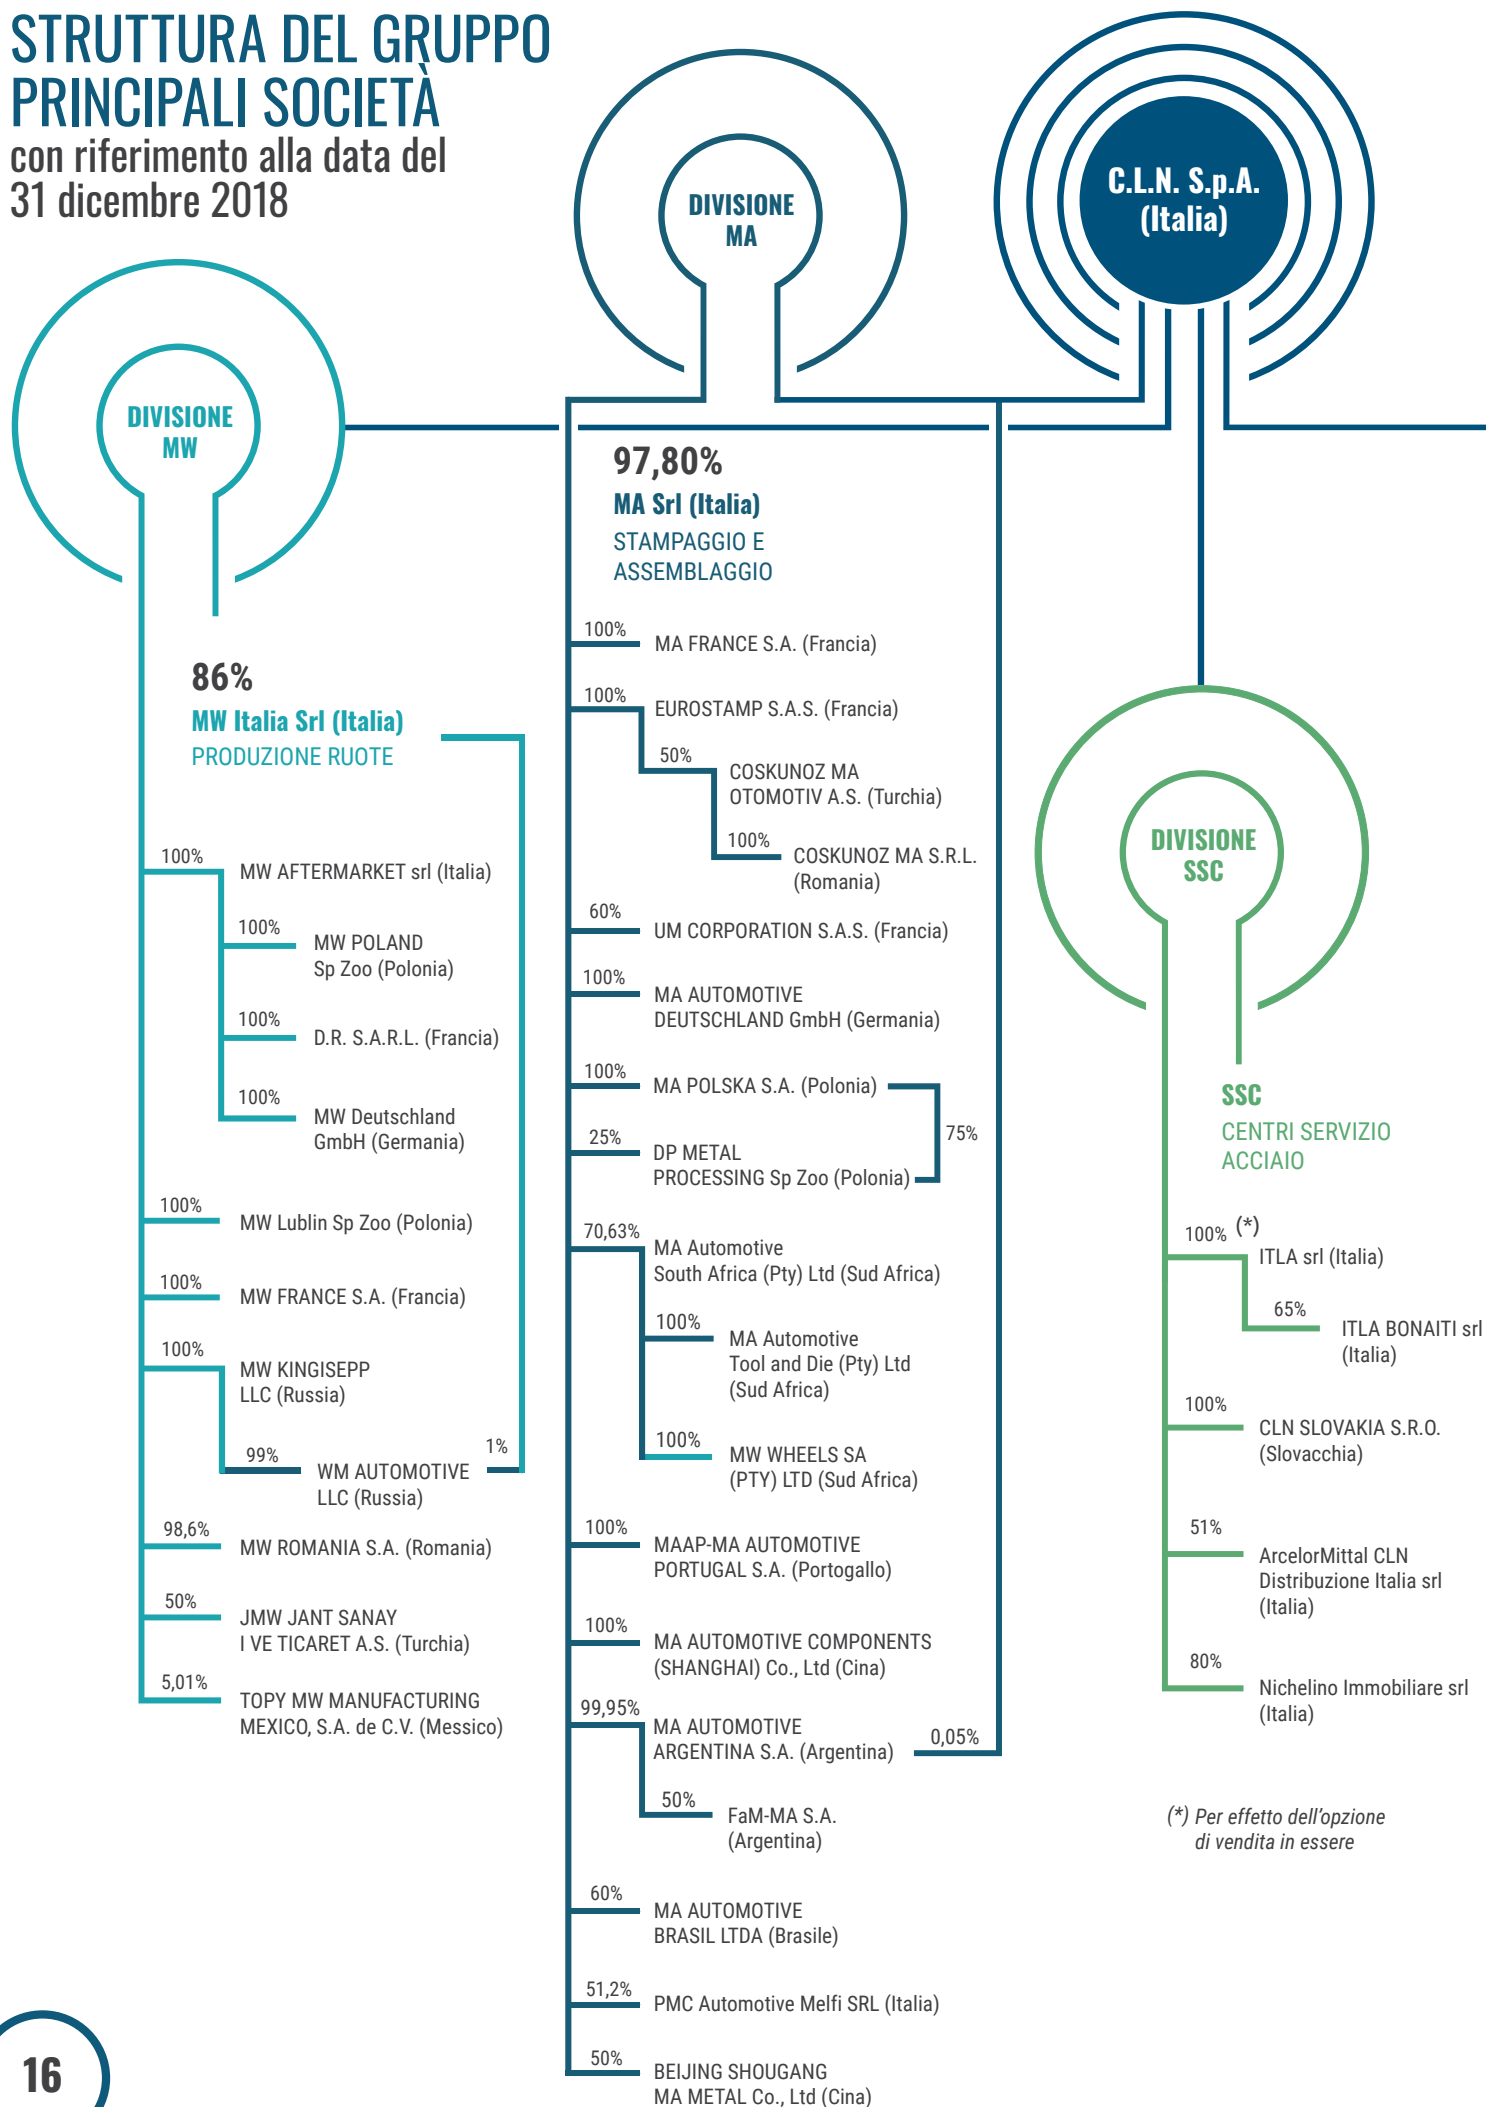 STRUTTURA DEL GRUPPO
PRINCIPALI SOCIETÀ
con riferimento alla data del
31 dicembre 2018
C.L.N. S.p.A.
(Italia)
DIVISIONE
MW
86%
MW Italia Srl (Italia)
PRODUZIONE RUOTE
100%
MW AFTERMARKET srl (Italia)
100%
MW POLAND
Sp Zoo (Polonia)
100%
D.R. S.A.R.L. (Francia)
100%
MW Deutschland
GmbH (Germania)
100%
MW Lublin Sp Zoo (Polonia)
100%
MW FRANCE S.A. (Francia)
100%
MW KINGISEPP
LLC (Russia)
99%
WM AUTOMOTIVE
LLC (Russia)
1%
98,6%
MW ROMANIA S.A. (Romania)
50%
JMW JANT SANAY
I VE TICARET A.S. (Turchia)
5,01%
TOPY MW MANUFACTURING
MEXICO, S.A. de C.V. (Messico)
DIVISIONE
MA
97,80%
MA Srl (Italia)
STAMPAGGIO E
ASSEMBLAGGIO
100%
MA FRANCE S.A. (Francia)
100%
EUROSTAMP S.A.S. (Francia)
50%
COSKUNOZ MA
OTOMOTIV A.S. (Turchia)
100%
COSKUNOZ MA S.R.L.
(Romania)
60%
UM CORPORATION S.A.S. (Francia)
100%
MA AUTOMOTIVE
DEUTSCHLAND GmbH (Germania)
100%
MA POLSKA S.A. (Polonia)
75%
25%
DP METAL
PROCESSING Sp Zoo (Polonia)
70,63%
MA Automotive
South Africa (Pty) Ltd (Sud Africa)
100%
MA Automotive
Tool and Die (Pty) Ltd
(Sud Africa)
100%
MW WHEELS SA
(PTY) LTD (Sud Africa)
100%
MAAP-MA AUTOMOTIVE
PORTUGAL S.A. (Portogallo)
100%
MA AUTOMOTIVE COMPONENTS
(SHANGHAI) Co., Ltd (Cina)
99,95%
MA AUTOMOTIVE
ARGENTINA S.A. (Argentina)
0,05%
50%
FaM-MA S.A.
(Argentina)
60%
MA AUTOMOTIVE
BRASIL LTDA (Brasile)
51,2%
PMC Automotive Melfi SRL (Italia)
50%
BEIJING SHOUGANG
MA METAL Co., Ltd (Cina)
DIVISIONE
SSC
SSC
CENTRI SERVIZIO
ACCIAIO
100% (*)
ITLA srl (Italia)
65%
ITLA BONAITI srl
(Italia)
100%
CLN SLOVAKIA S.R.O.
(Slovacchia)
51%
ArcelorMittal CLN
Distribuzione Italia srl
(Italia)
80%
Nichelino Immobiliare srl
(Italia)
(*) Per effetto dell'opzione
di vendita in essere
16